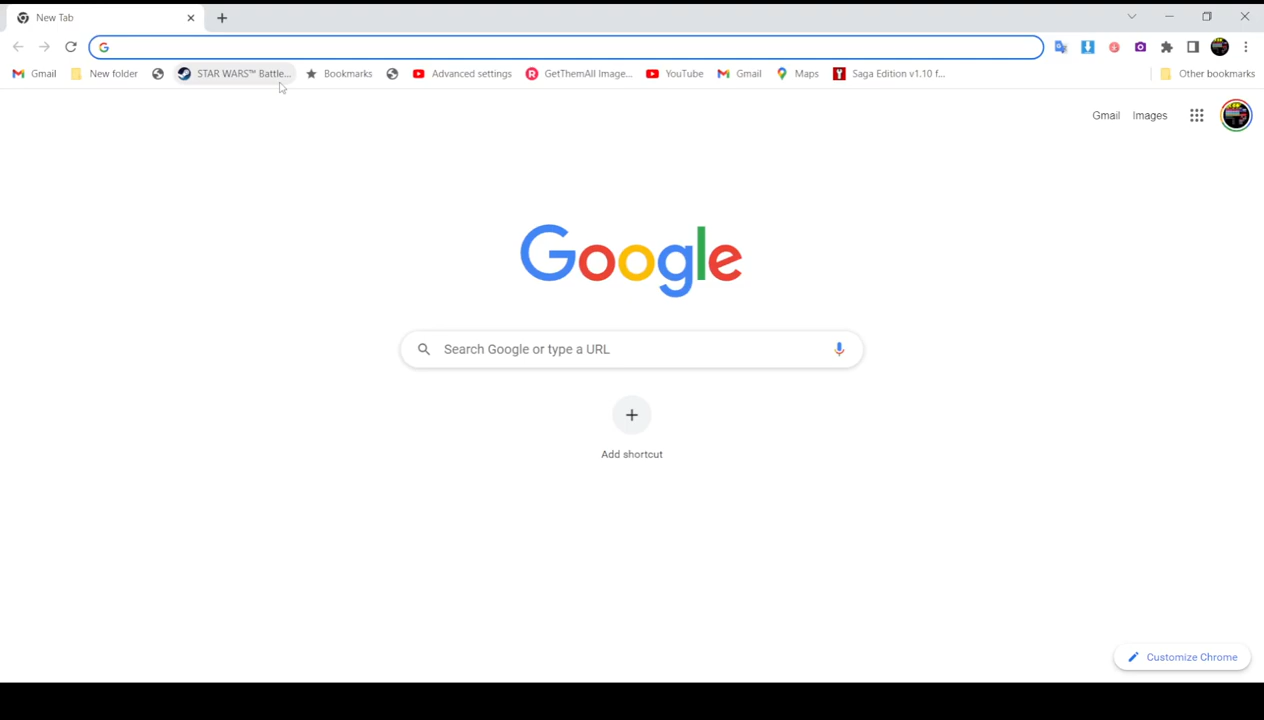 New Tab
Gmail New folder STAR WARS™ Battle... Bookmarks Advanced settings GetThemAll Image... YouTube Gmail Maps Saga Edition v1.10 f... Other bookmarks
Gmail Images
Google
Search Google or type a URL
Add shortcut
Customize Chrome